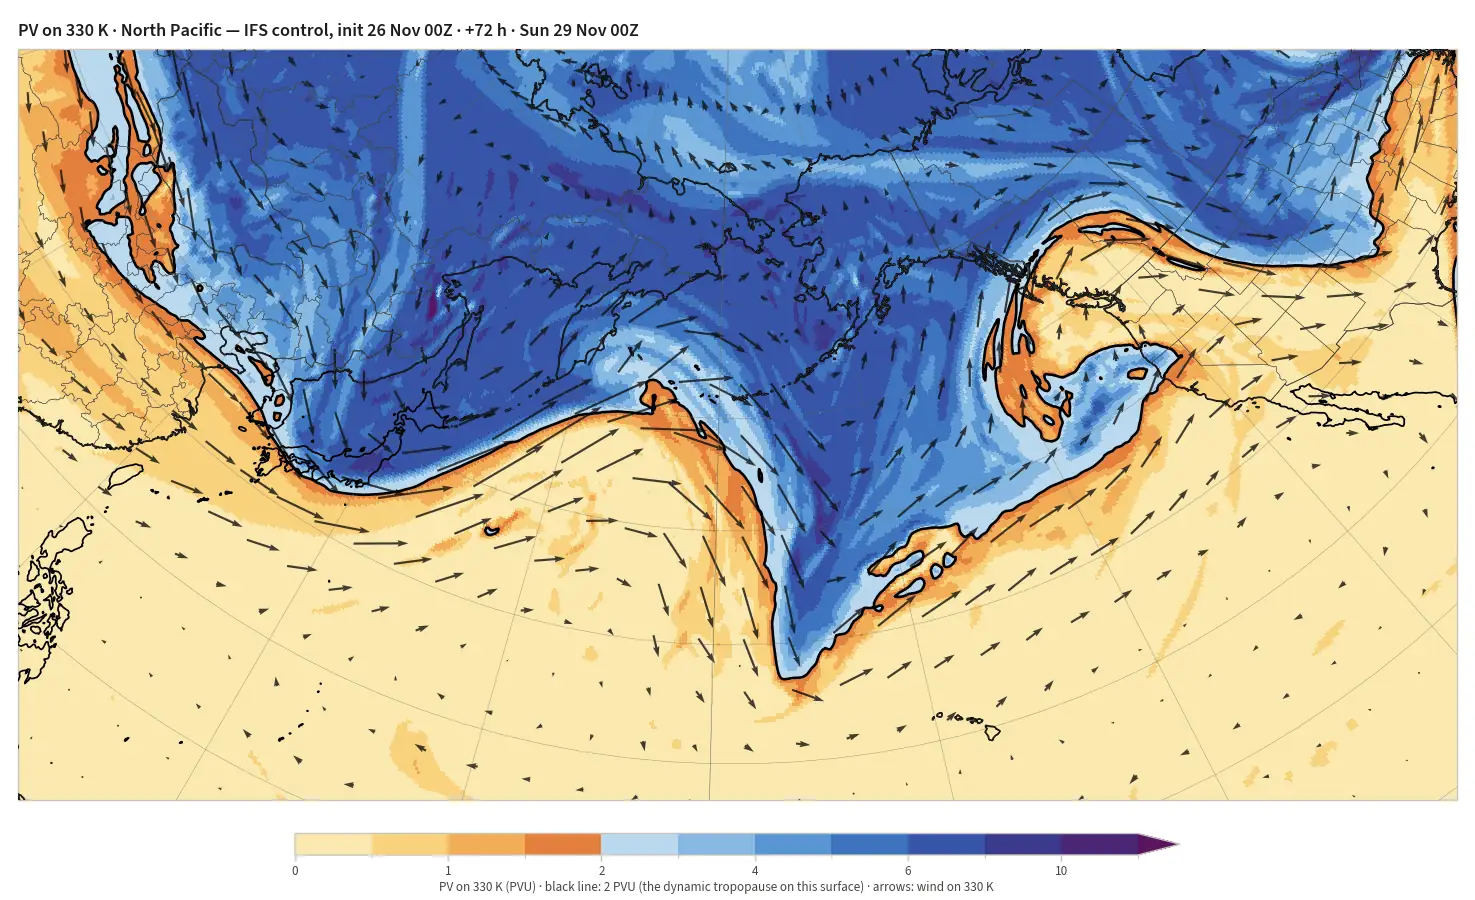 PV on 330 K · North Pacific — IFS control, init 26 Nov 00Z · +72 h · Sun 29 Nov 00Z
0 1 2 4 6 10
PV on 330 K (PVU) · black line: 2 PVU (the dynamic tropopause on this surface) · arrows: wind on 330 K